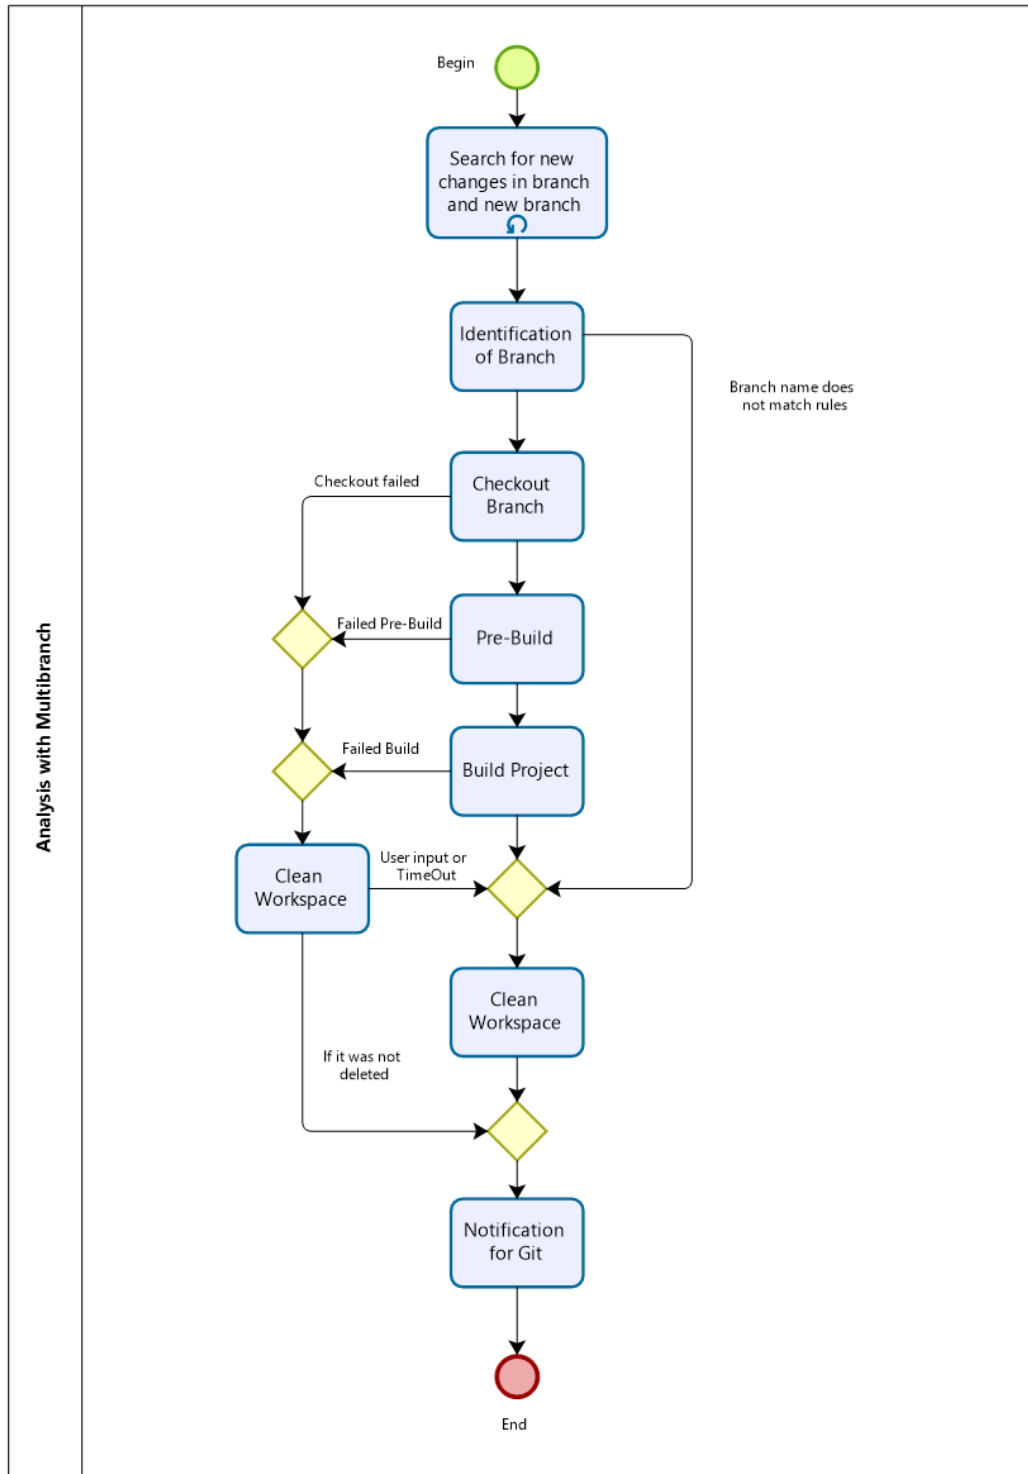 Analysis with Multibranch
Begin
Search for new
changes in branch
and new branch
Identification
of Branch
Branch name does
not match rules
Checkout
Branch
Checkout failed
Failed Pre-Build
Pre-Build
Failed Build
Build Project
Clean
Workspace
User input or
TimeOut
Clean
Workspace
If it was not
deleted
Notification
for Git
End